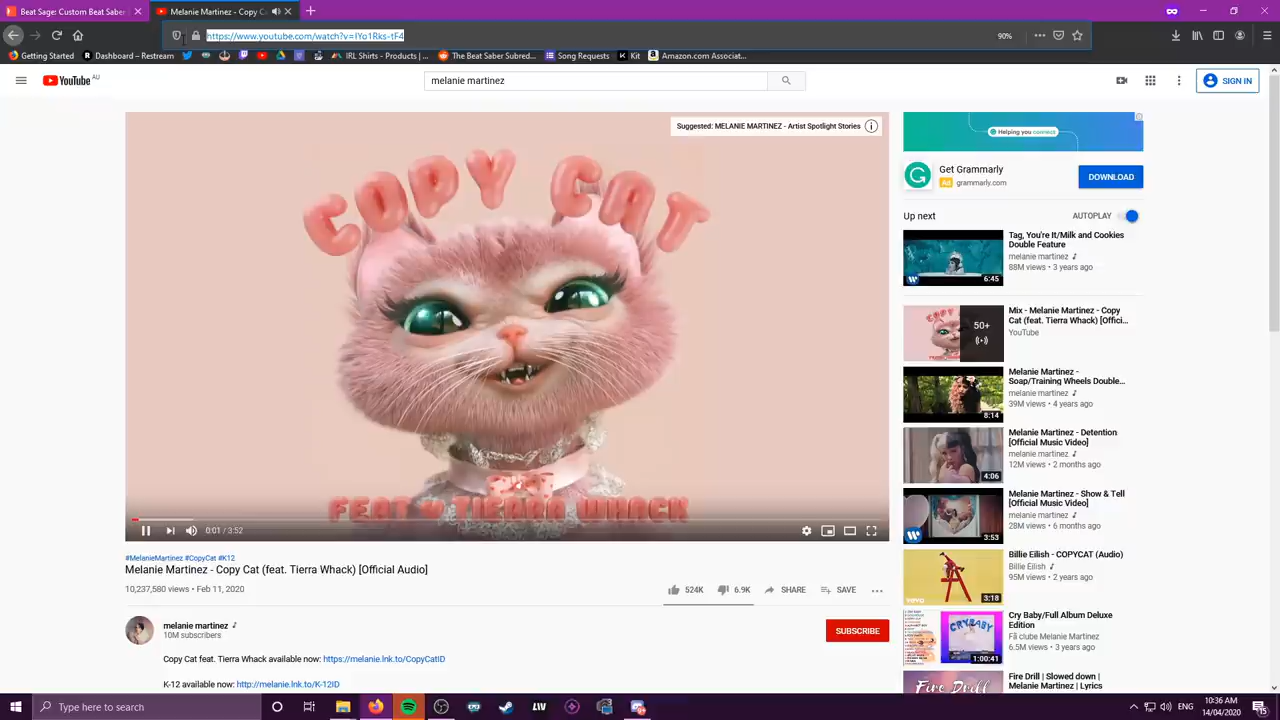 Beat Sage: Custom Beat Saber
Melanie Martinez - Copy C
https://www.youtube.com/watch?v=IYo1Rks-tF4
90%
Getting Started
Dashboard – Restream
IRL Shirts - Products |...
The Beat Saber Subred...
Song Requests
Kit
Amazon.com Associat...
YouTube AU
melanie martinez
SIGN IN
COPY CAT
Suggested: MELANIE MARTINEZ - Artist Spotlight Stories
0:01 / 3:52
#MelanieMartinez #CopyCat #K12
Melanie Martinez - Copy Cat (feat. Tierra Whack) [Official Audio]
10,237,580 views • Feb 11, 2020
524K
6.9K
SHARE
SAVE
melanie martinez
10M subscribers
SUBSCRIBE
Copy Cat feat. Tierra Whack available now: https://melanie.lnk.to/CopyCatID
K-12 available now: http://melanie.lnk.to/K-12ID
Helping you connect
Get Grammarly
Ad grammarly.com
DOWNLOAD
Up next
AUTOPLAY
Tag, You're It/Milk and Cookies
Double Feature
melanie martinez
88M views • 3 years ago
6:45
Mix - Melanie Martinez - Copy
Cat (feat. Tierra Whack) [Offici...
YouTube
50+
Melanie Martinez -
Soap/Training Wheels Double...
melanie martinez
39M views • 4 years ago
8:14
Melanie Martinez - Detention
[Official Music Video]
melanie martinez
12M views • 2 months ago
4:06
Melanie Martinez - Show & Tell
[Official Music Video]
melanie martinez
28M views • 6 months ago
3:53
Billie Eilish - COPYCAT (Audio)
Billie Eilish
95M views • 2 years ago
3:18
Cry Baby/Full Album Deluxe
Edition
Fã clube Melanie Martinez
6.5M views • 3 years ago
CRYBABY
1:00:41
Fire Drill | Slowed down |
Melanie Martinez | Lyrics
Fire Drill
Type here to search
LIV
ENG
10:36 AM
14/04/2020